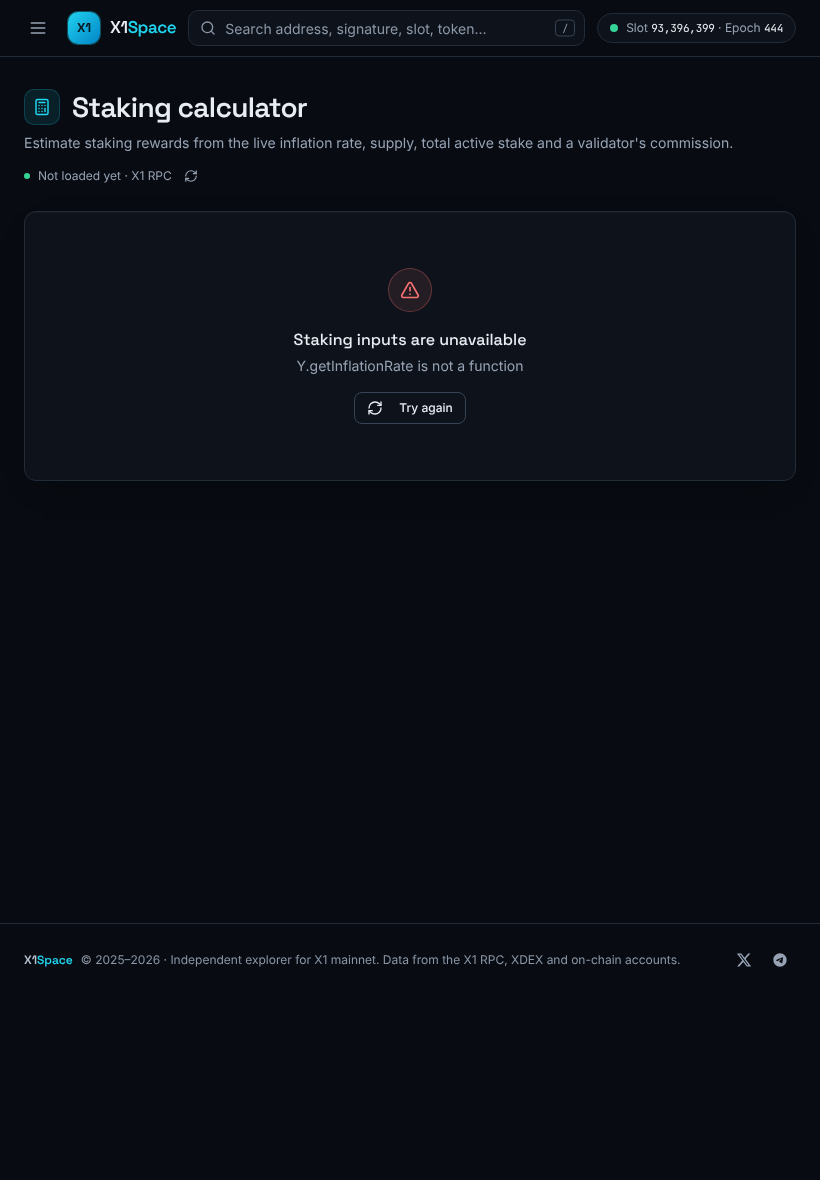 X1 X1Space Search address, signature, slot, token... / Slot 93,396,399 · Epoch 444
Staking calculator
Estimate staking rewards from the live inflation rate, supply, total active stake and a validator's commission.
Not loaded yet · X1 RPC
Staking inputs are unavailable
Y.getInflationRate is not a function
Try again
X1Space © 2025–2026 · Independent explorer for X1 mainnet. Data from the X1 RPC, XDEX and on-chain accounts.